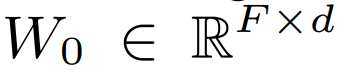 W₀ ∈ ℝ^{F×d}